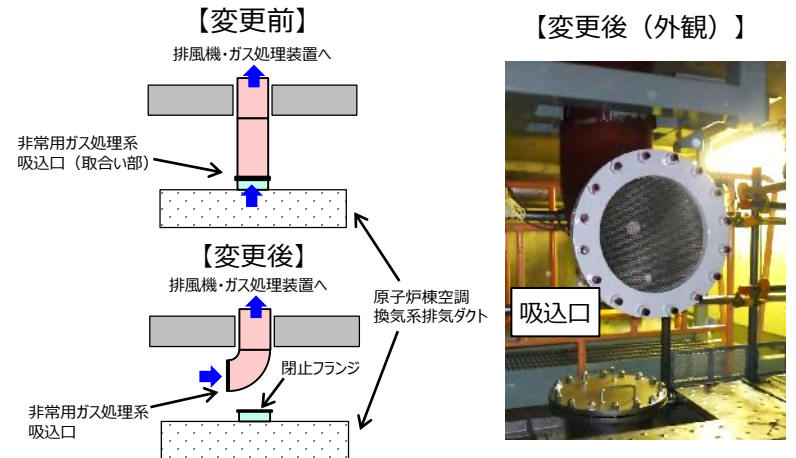 【変更前】
排風機・ガス処理装置へ
非常用ガス処理系
吸込口（取合い部）
【変更後】
排風機・ガス処理装置へ
閉止フランジ
非常用ガス処理系
吸込口
原子炉棟空調
換気系排気ダクト
【変更後（外観）】
吸込口